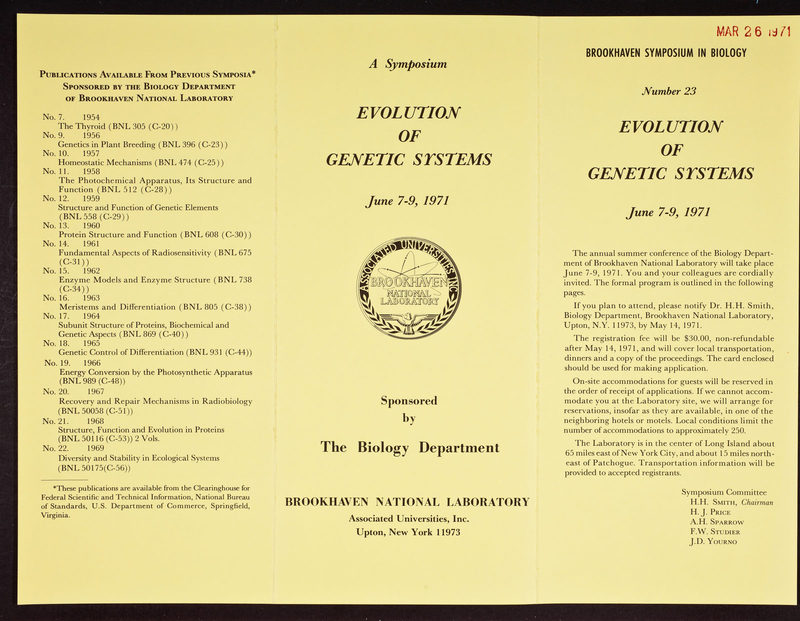 PUBLICATIONS AVAILABLE FROM PREVIOUS SYMPOSIA*
SPONSORED BY THE BIOLOGY DEPARTMENT
OF BROOKHAVEN NATIONAL LABORATORY
No. 7. 1954
The Thyroid (BNL 305 (C-20))
No. 9. 1956
Genetics in Plant Breeding (BNL 396 (C-23))
No. 10. 1957
Homeostatic Mechanisms (BNL 474 (C-25))
No. 11. 1958
The Photochemical Apparatus, Its Structure and
Function (BNL 512 (C-28))
No. 12. 1959
Structure and Function of Genetic Elements
(BNL 558 (C-29))
No. 13. 1960
Protein Structure and Function (BNL 608 (C-30))
No. 14. 1961
Fundamental Aspects of Radiosensitivity (BNL 675
(C-31))
No. 15. 1962
Enzyme Models and Enzyme Structure (BNL 738
(C-34))
No. 16. 1963
Meristems and Differentiation (BNL 805 (C-38))
No. 17. 1964
Subunit Structure of Proteins, Biochemical and
Genetic Aspects (BNL 869 (C-40))
No. 18. 1965
Genetic Control of Differentiation (BNL 931 (C-44))
No. 19. 1966
Energy Conversion by the Photosynthetic Apparatus
(BNL 989 (C-48))
No. 20. 1967
Recovery and Repair Mechanisms in Radiobiology
(BNL 50058 (C-51))
No. 21. 1968
Structure, Function and Evolution in Proteins
(BNL 50116 (C-53)) 2 Vols.
No. 22. 1969
Diversity and Stability in Ecological Systems
(BNL 50175(C-56))
*These publications are available from the Clearinghouse for
Federal Scientific and Technical Information, National Bureau
of Standards, U.S. Department of Commerce, Springfield,
Virginia.
A Symposium
EVOLUTION
OF
GENETIC SYSTEMS
June 7-9, 1971
ASSOCIATED UNIVERSITIES INC.
BROOKHAVEN
NATIONAL
LABORATORY
Sponsored
by
The Biology Department
BROOKHAVEN NATIONAL LABORATORY
Associated Universities, Inc.
Upton, New York 11973
MAR 26 1971
BROOKHAVEN SYMPOSIUM IN BIOLOGY
Number 23
EVOLUTION
OF
GENETIC SYSTEMS
June 7-9, 1971
The annual summer conference of the Biology Depart-
ment of Brookhaven National Laboratory will take place
June 7-9, 1971. You and your colleagues are cordially
invited. The formal program is outlined in the following
pages.
If you plan to attend, please notify Dr. H.H. Smith,
Biology Department, Brookhaven National Laboratory,
Upton, N.Y. 11973, by May 14, 1971.
The registration fee will be $30.00, non-refundable
after May 14, 1971, and will cover local transportation,
dinners and a copy of the proceedings. The card enclosed
should be used for making application.
On-site accommodations for guests will be reserved in
the order of receipt of applications. If we cannot accom-
modate you at the Laboratory site, we will arrange for
reservations, insofar as they are available, in one of the
neighboring hotels or motels. Local conditions limit the
number of accommodations to approximately 250.
The Laboratory is in the center of Long Island about
65 miles east of New York City, and about 15 miles north-
east of Patchogue. Transportation information will be
provided to accepted registrants.
Symposium Committee
H.H. SMITH, Chairman
H. J. PRICE
A.H. SPARROW
F.W. STUDIER
J.D. YOURNO